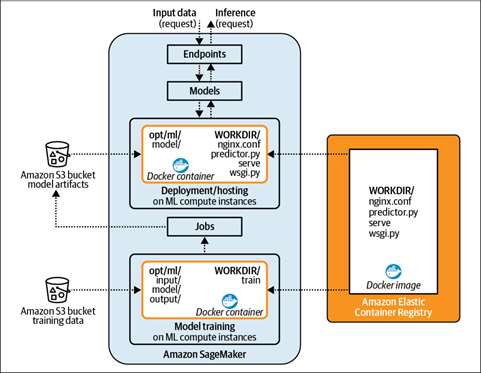 Input data
(request)
Inference
(request)
Endpoints
Models
opt/ml/
model/
WORKDIR/
nginx.conf
predictor.py
serve
wsgi.py
Docker container
Deployment/hosting
on ML compute instances
Amazon S3 bucket
model artifacts
Jobs
opt/ml/
input/
model/
output/
WORKDIR/
train
Docker container
Model training
on ML compute instances
Amazon S3 bucket
training data
Amazon SageMaker
WORKDIR/
nginx.conf
predictor.py
serve
wsgi.py
Docker image
Amazon Elastic
Container Registry